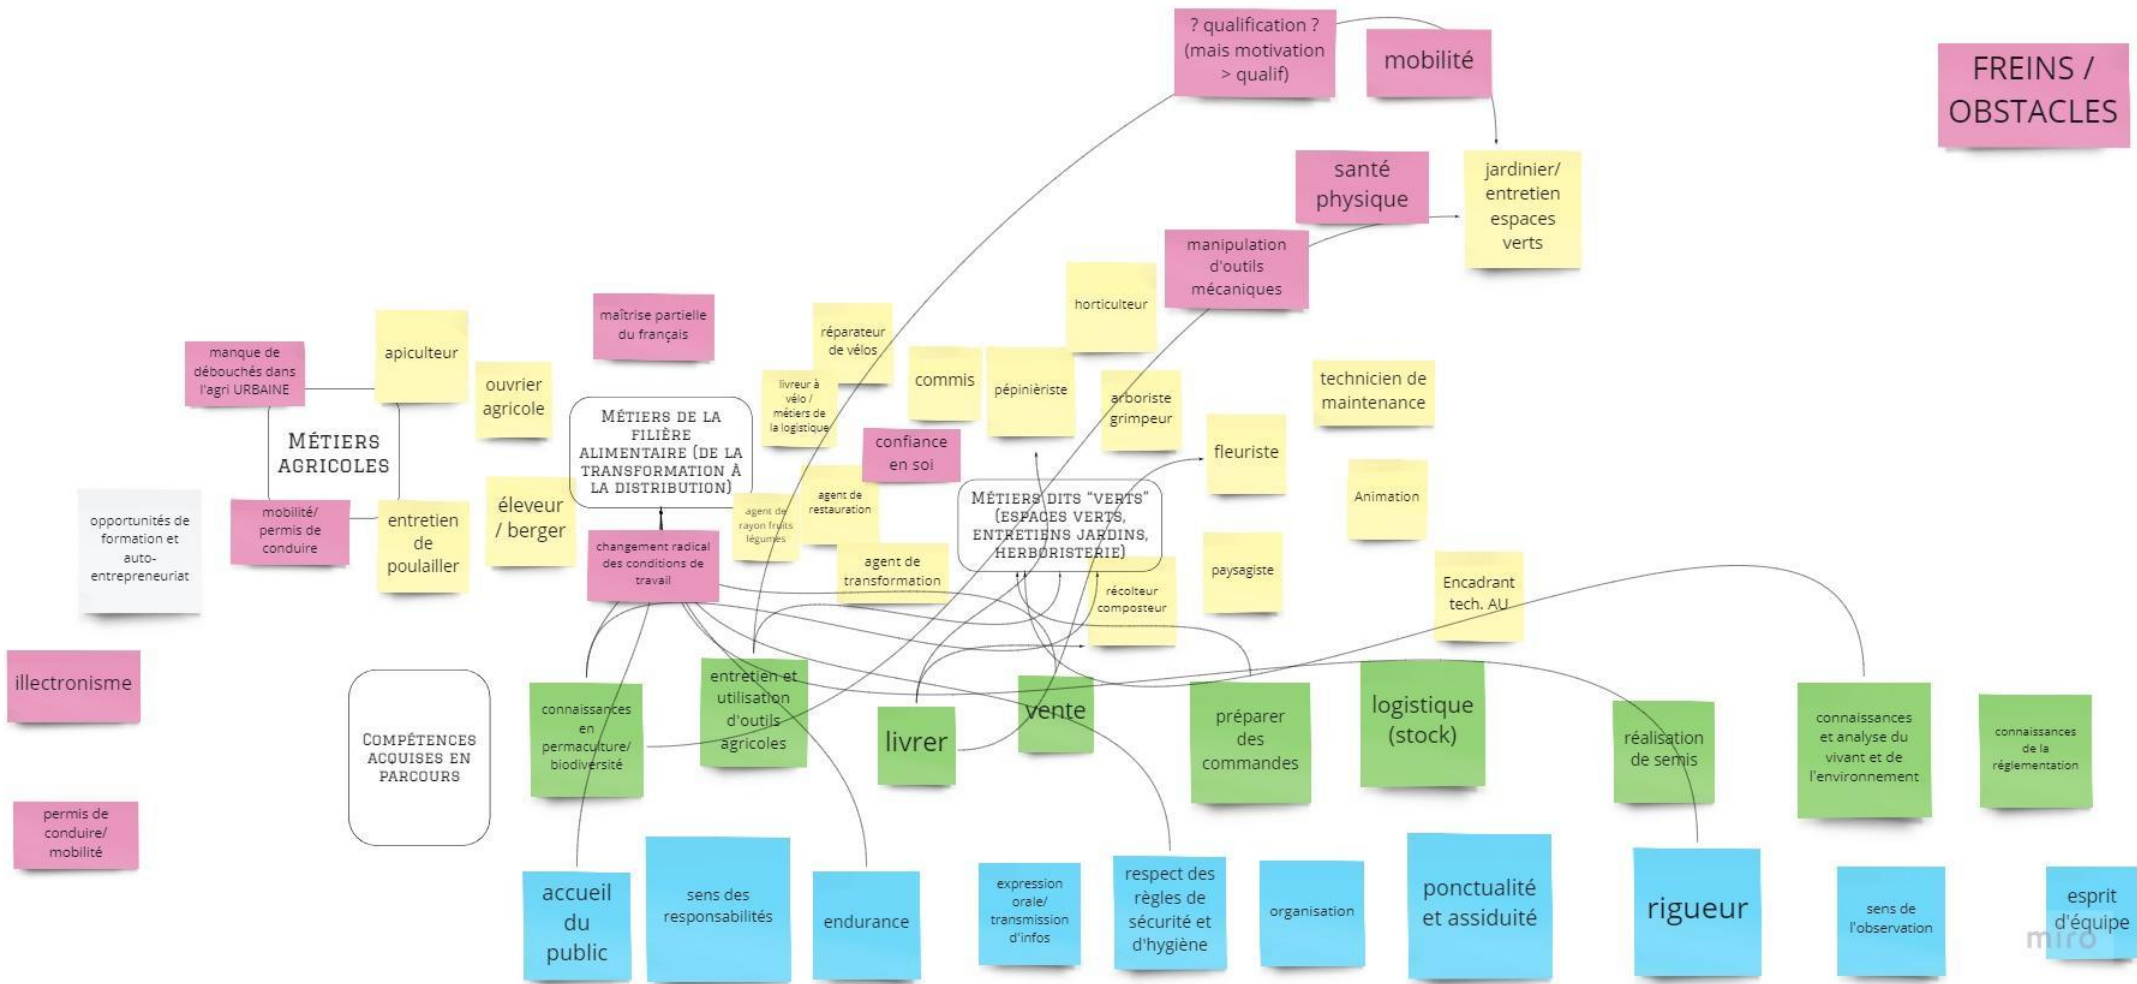 ? qualification ?
(mais motivation
> qualif)
mobilité
FREINS /
OBSTACLES
santé
physique
jardinier/
entretien
espaces
verts
manipulation
d'outils
mécaniques
horticulteur
maîtrise partielle
du français
réparateur
de vélos
manque de
débouchés dans
l'agri URBAINE
apiculteur
ouvrier
agricole
livreur à
vélo /
métiers de
la logistique
commis
pépinièriste
arboriste
grimpeur
technicien de
maintenance
MÉTIERS
AGRICOLES
MÉTIERS DE LA
FILIÈRE
ALIMENTAIRE (DE LA
TRANSFORMATION À
LA DISTRIBUTION)
confiance
en soi
fleuriste
opportunités de
formation et
auto-
entrepreneuriat
mobilité/
permis de
conduire
entretien
de
poulailler
éleveur
/ berger
agent de
rayon fruits
légumes
agent de
restauration
MÉTIERS DITS "VERTS"
(ESPACES VERTS,
ENTRETIENS JARDINS,
HERBORISTERIE)
Animation
changement radical
des conditions de
travail
agent de
transformation
récolteur
composteur
paysagiste
Encadrant
tech. AU
illectronisme
permis de
conduire/
mobilité
COMPÉTENCES
ACQUISES EN
PARCOURS
connaissances
en
permaculture/
biodiversité
entretien et
utilisation
d'outils
agricoles
livrer
vente
préparer
des
commandes
logistique
(stock)
réalisation
de semis
connaissances
et analyse du
vivant et de
l'environnement
connaissances
de la
réglementation
accueil
du
public
sens des
responsabilités
endurance
expression
orale/
transmission
d'infos
respect des
règles de
sécurité et
d'hygiène
organisation
ponctualité
et assiduité
rigueur
sens de
l'observation
esprit
d'équipe
miro